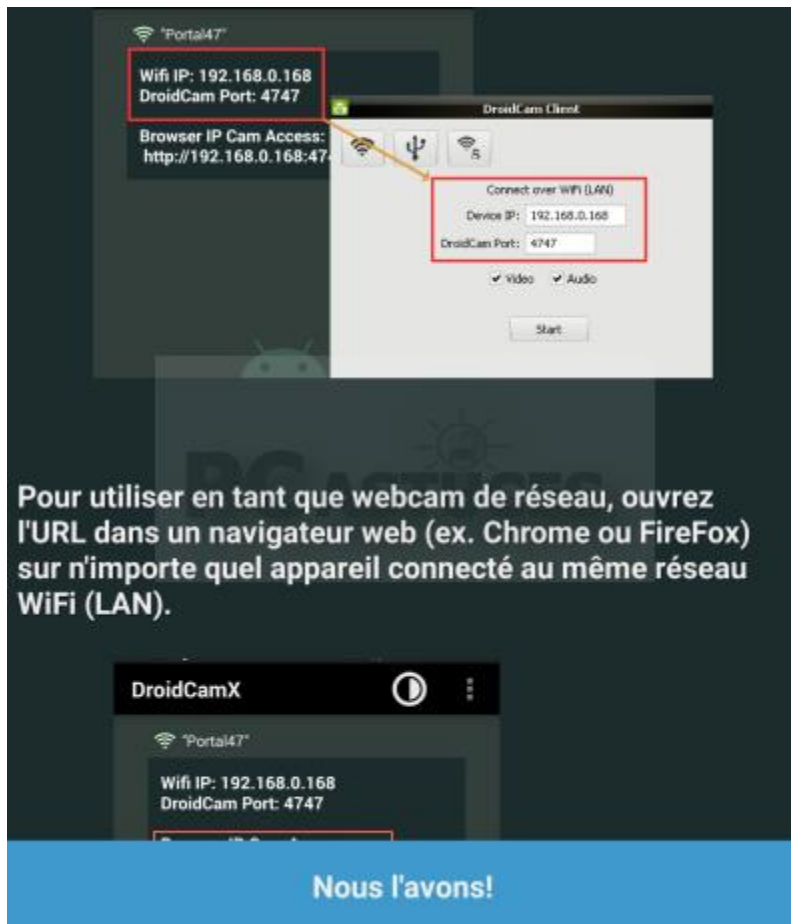 "Portal47"
Wifi IP: 192.168.0.168
DroidCam Port: 4747
Browser IP Cam Access:
http://192.168.0.168:47
DroidCam Client
S
Connect over WiFi (LAN)
Device IP: 192.168.0.168
DroidCam Port: 4747
Video Audio
Start
PC ASTUCES
Pour utiliser en tant que webcam de réseau, ouvrez
l'URL dans un navigateur web (ex. Chrome ou FireFox)
sur n'importe quel appareil connecté au même réseau
WiFi (LAN).
DroidCamX
"Portal47"
Wifi IP: 192.168.0.168
DroidCam Port: 4747
Nous l'avons!